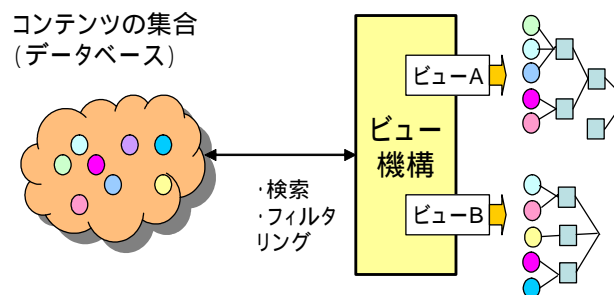 コンテンツの集合
(データベース)
ビューA
ビュー
機構
・検索
・フィルタ
リング
ビューB